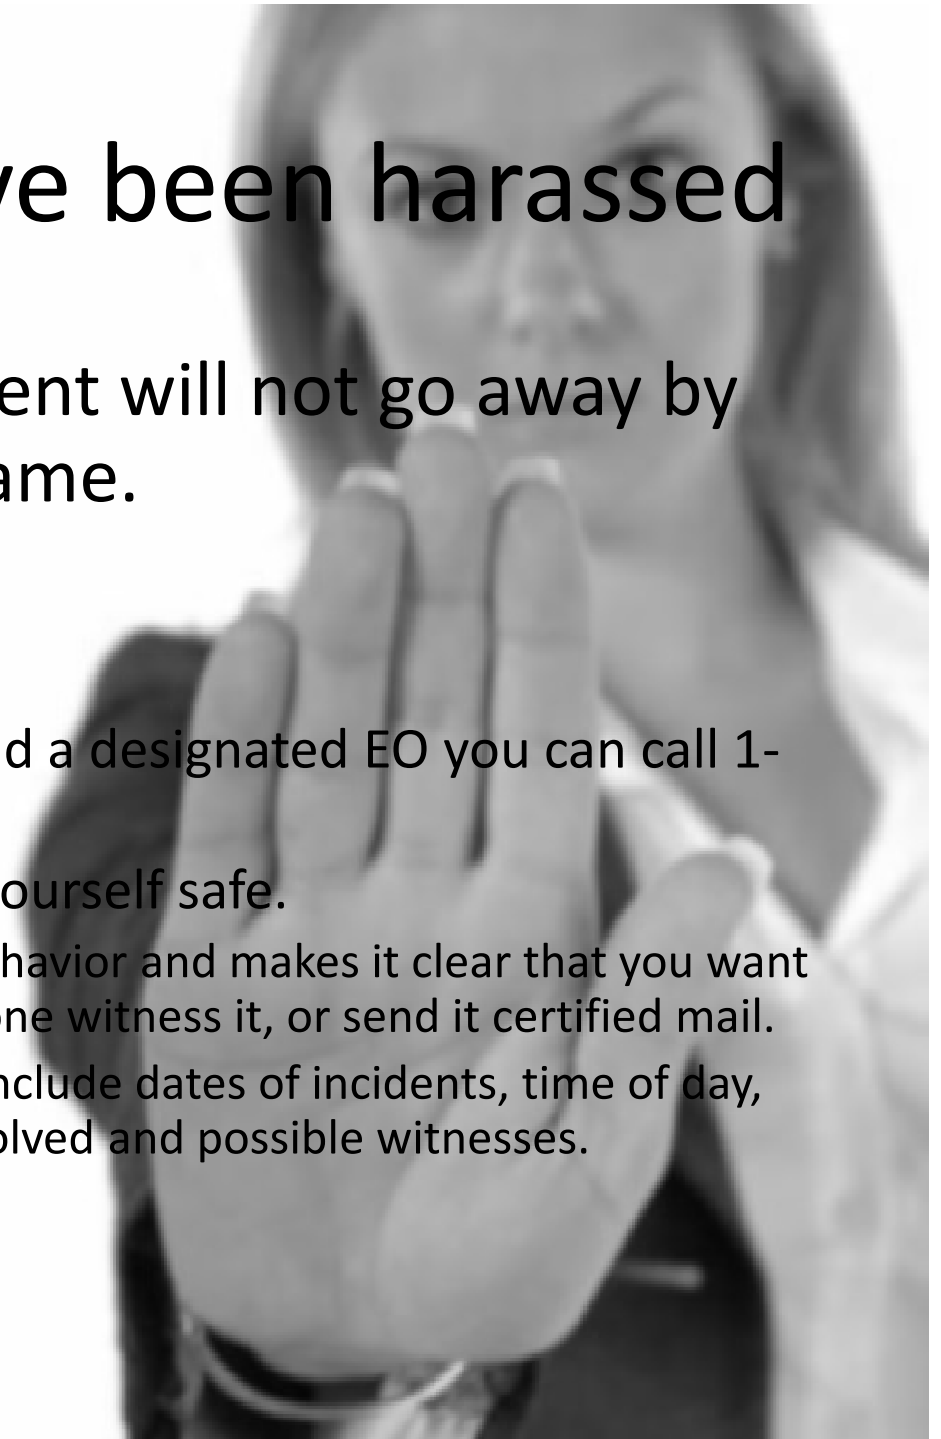 ve been harassed
ent will not go away by
ame.
d a designated EO you can call 1-
ourself safe.
havior and makes it clear that you want
one witness it, or send it certified mail.
nclude dates of incidents, time of day,
olved and possible witnesses.